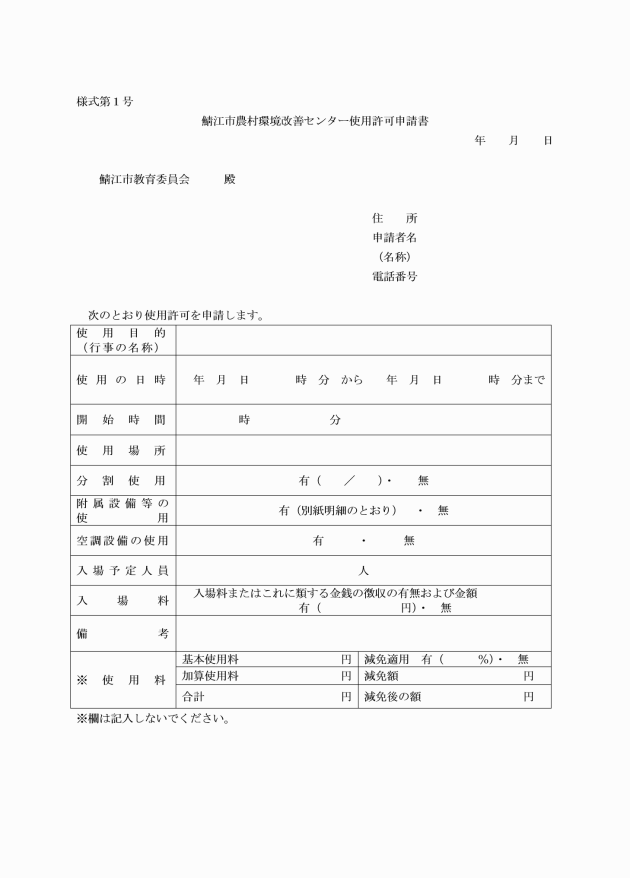 様式第1号
鯖江市農村環境改善センター使用許可申請書
年　月　日
鯖江市教育委員会　　　殿
住　所
申請者名
（名称）
電話番号
次のとおり使用許可を申請します。
使用目的
（行事の名称）
使用の日時　年　月　日　　　時　分　から　　年　月　日　　　時　分まで
開始時間　　　時　　　　　　分
使用場所
分割使用　有（　／　）・　無
附属設備等の
使用　有（別紙明細のとおり）　・　無
空調設備の使用　有　・　無
入場予定人員　人
入場料　入場料またはこれに類する金銭の徴収の有無および金額
有（　　　　　　円）・　無
備考
※使用料　基本使用料　　　円　減免適用　有（　　％）・　無
加算使用料　　　円　減免額　　　円
合計　　　円　減免後の額　　　円
※欄は記入しないでください。